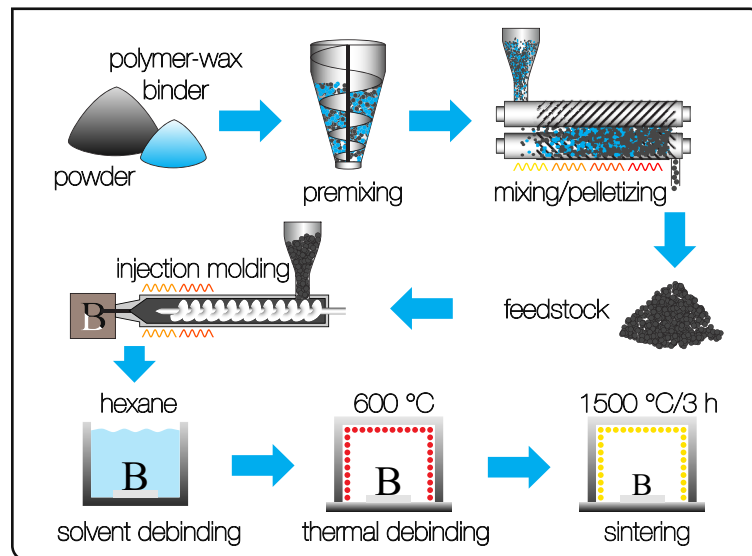 polymer-wax
binder
powder
premixing
mixing/pelletizing
injection molding
B
feedstock
hexane
B
solvent debinding
600 °C
B
thermal debinding
1500 °C/3 h
B
sintering